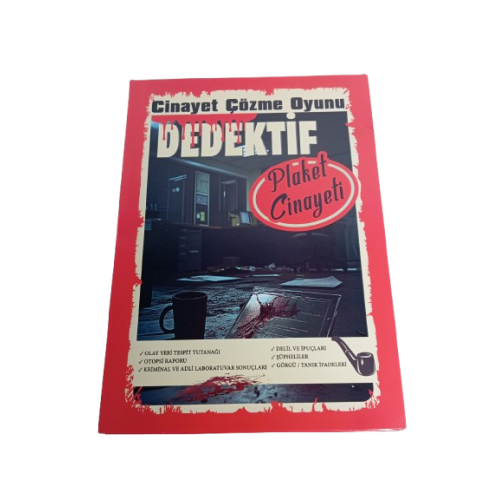 Cinayet Çözme Oyunu
DEDEKTİF
Plaket
Cinayeti
✓ OLAY YERİ TESPİT TUTANAĞI
✓ OTOPSİ RAPORU
✓ KRİMİNAL VE ADLİ LABORATUVAR SONUÇLARI
✓ DELİL VE İPUÇLARI
✓ ŞÜPHELİLER
✓ GÖRGÜ / TANIK İFADELERİ